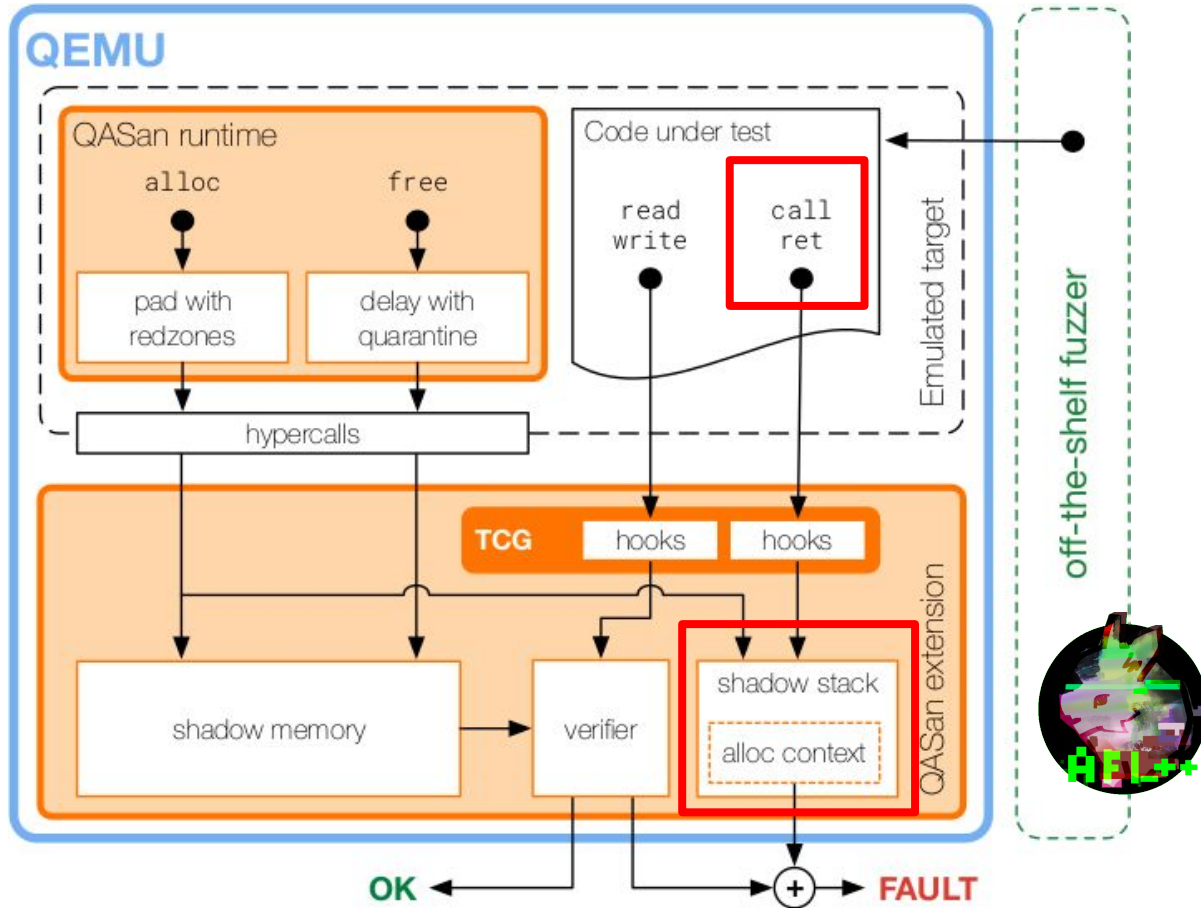 QEMU
QASan runtime
alloc
free
pad with
redzones
delay with
quarantine
Code under test
read
write
call
ret
Emulated target
hypercalls
TCG
hooks
hooks
shadow memory
verifier
shadow stack
alloc context
QASan extension
OK
+
FAULT
off-the-shelf fuzzer
AFL++